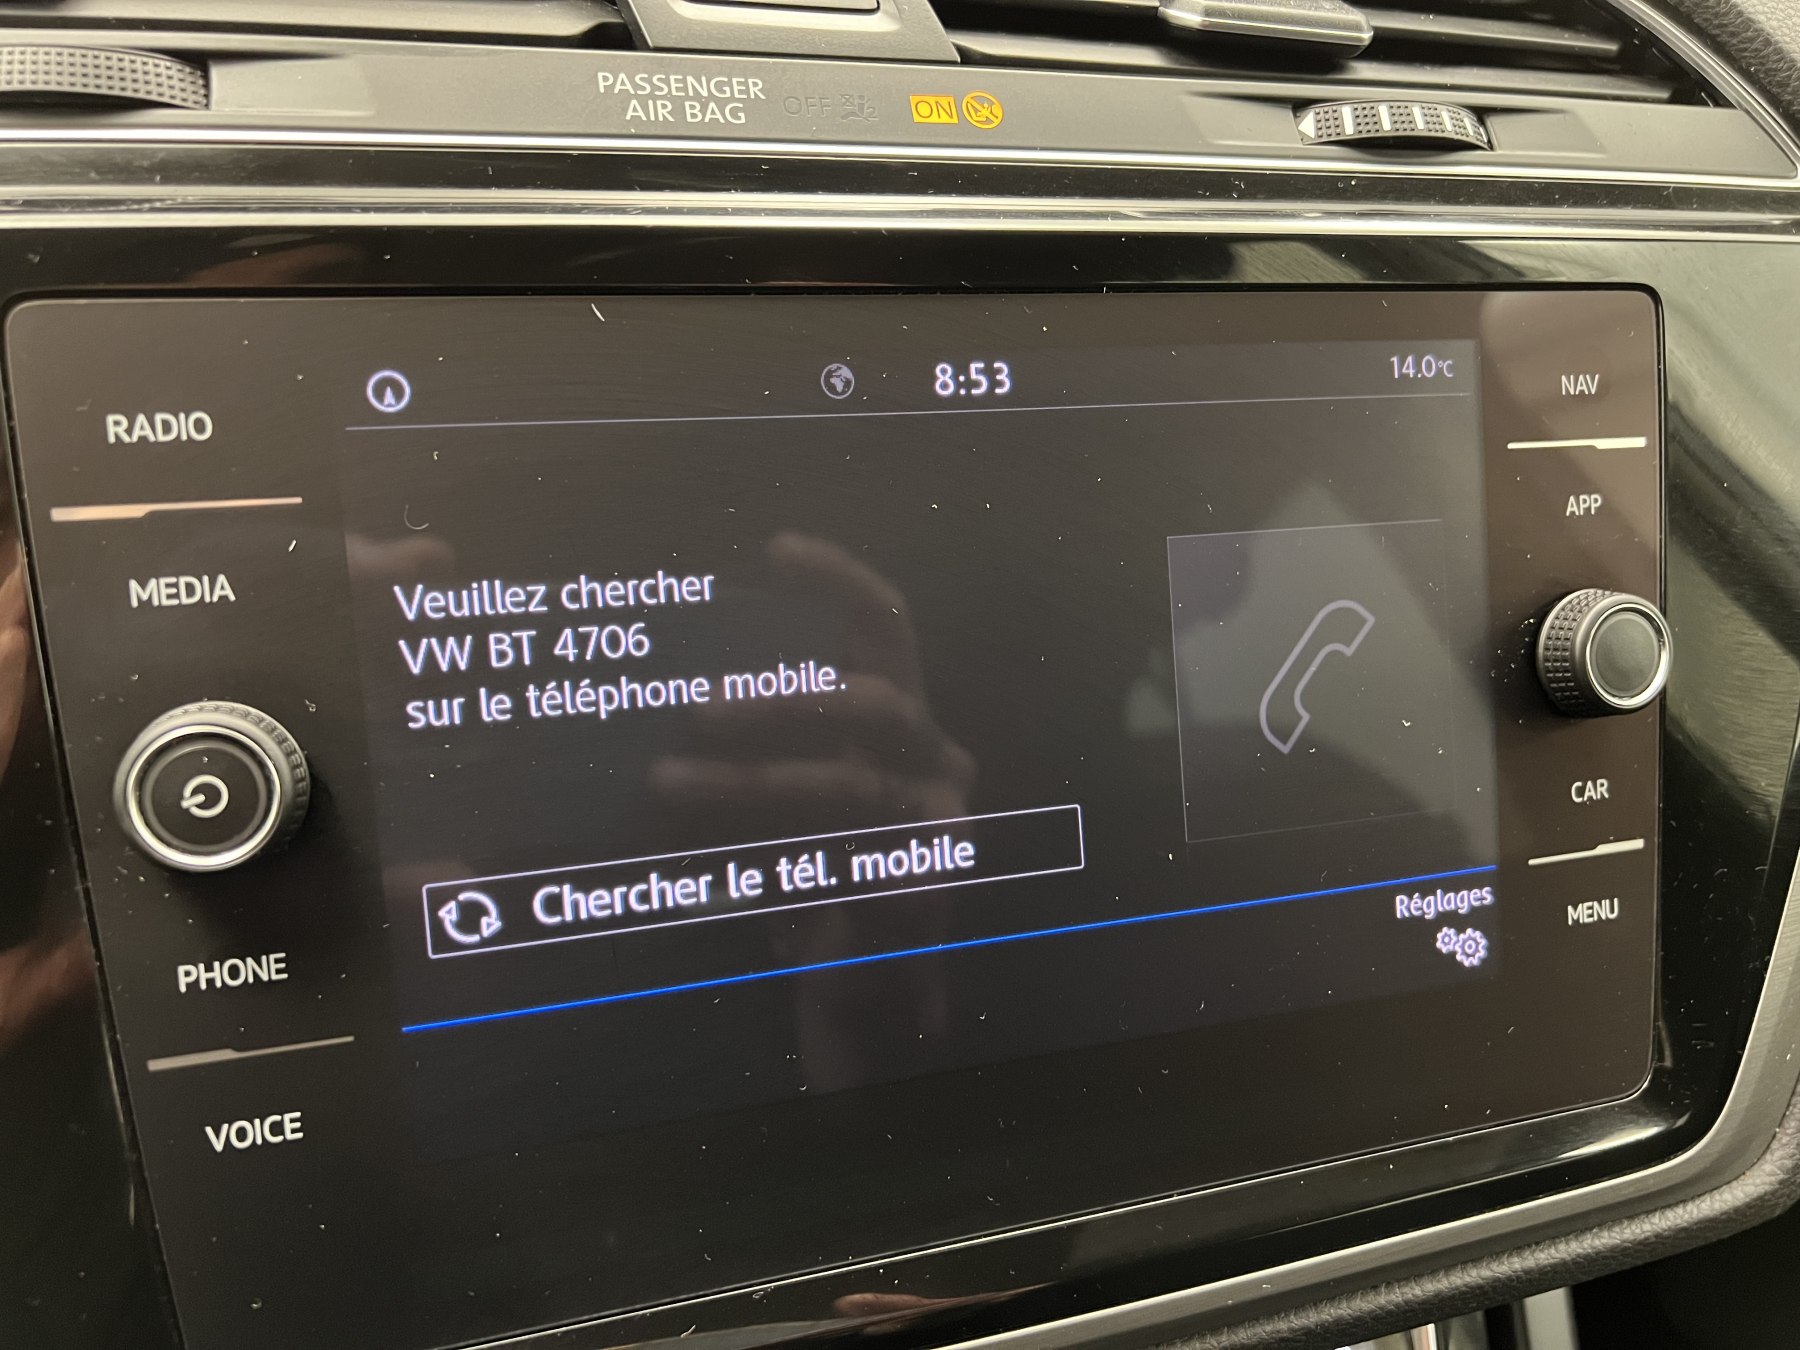 PASSENGER
AIR BAG
OFF
ON
8:53
14.0°C
RADIO
MEDIA
PHONE
VOICE
Veuillez chercher
VW BT 4706
sur le téléphone mobile.
Chercher le tél. mobile
Réglages
NAV
APP
CAR
MENU